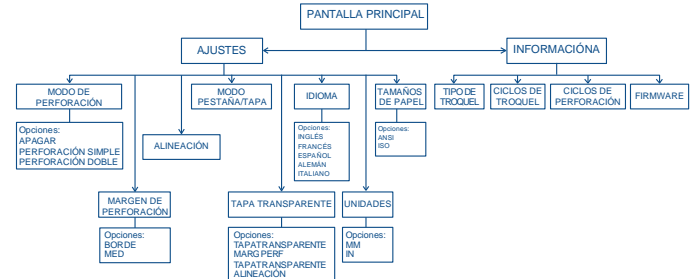 PANTALLA PRINCIPAL
AJUSTES
INFORMACIÓNA
MODO DE
PERFORACIÓN
Opciones:
APAGAR
PERFORACIÓN SIMPLE
PERFORACIÓN DOBLE
MODO
PESTAÑA/TAPA
IDIOMA
Opciones:
INGLÉS
FRANCÉS
ESPAÑOL
ALEMÁN
ITALIANO
TAMAÑOS
DE PAPEL
Opciones:
ANSI
ISO
TIPO DE
TROQUEL
CICLOS DE
TROQUEL
CICLOS DE
PERFORACIÓN
FIRMWARE
ALINEACIÓN
MARGEN DE
PERFORACIÓN
Opciones:
BORDE
MED
TAPA TRANSPARENTE
Opciones:
TAPATRANSPARENTE
MARG PERF
TAPATRANSPARENTE
ALINEACIÓN
UNIDADES
Opciones:
MM
IN